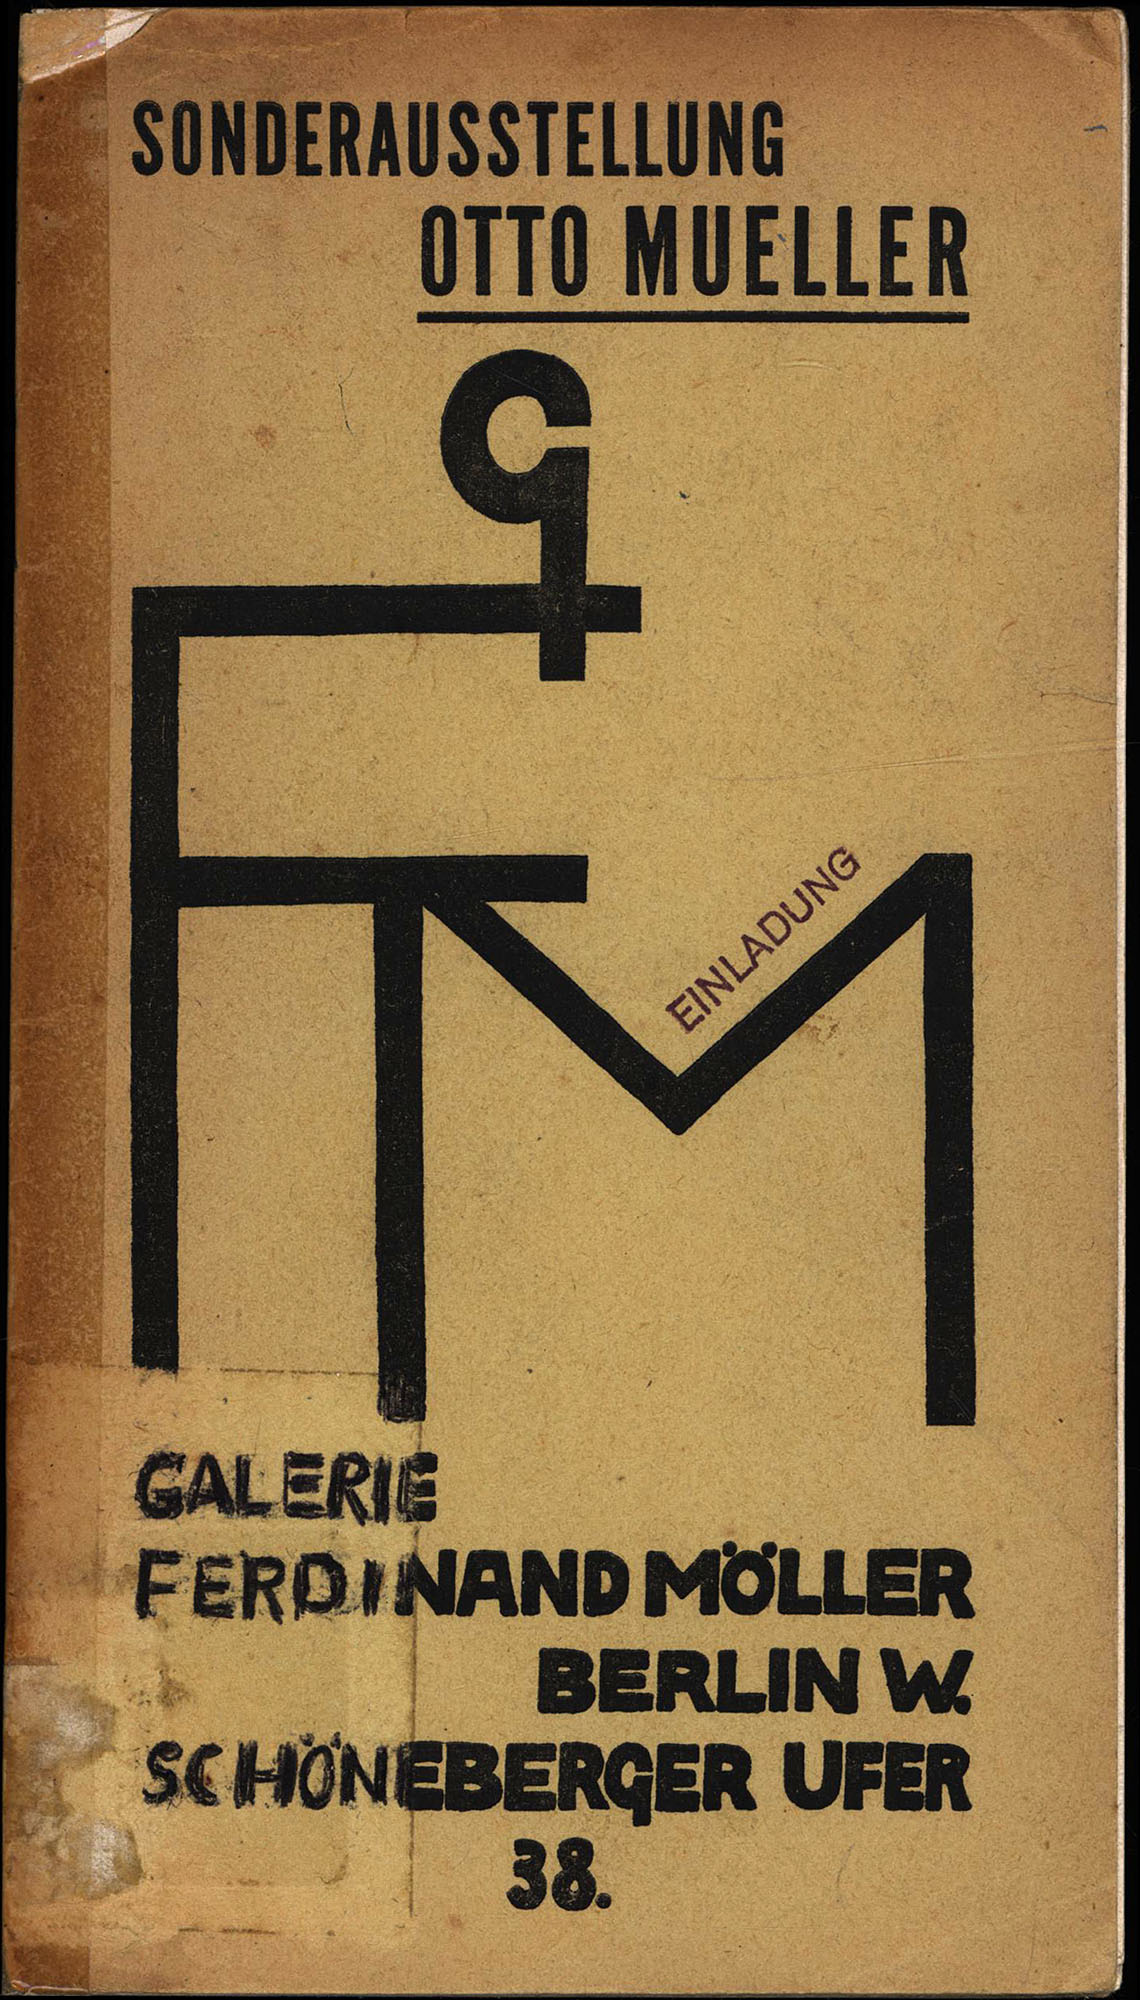 SONDERAUSSTELLUNG
OTTO MUELLER
G
F M
EINLADUNG
GALERIE
FERDINAND MÖLLER
BERLIN W.
SCHÖNEBERGER UFER
38.